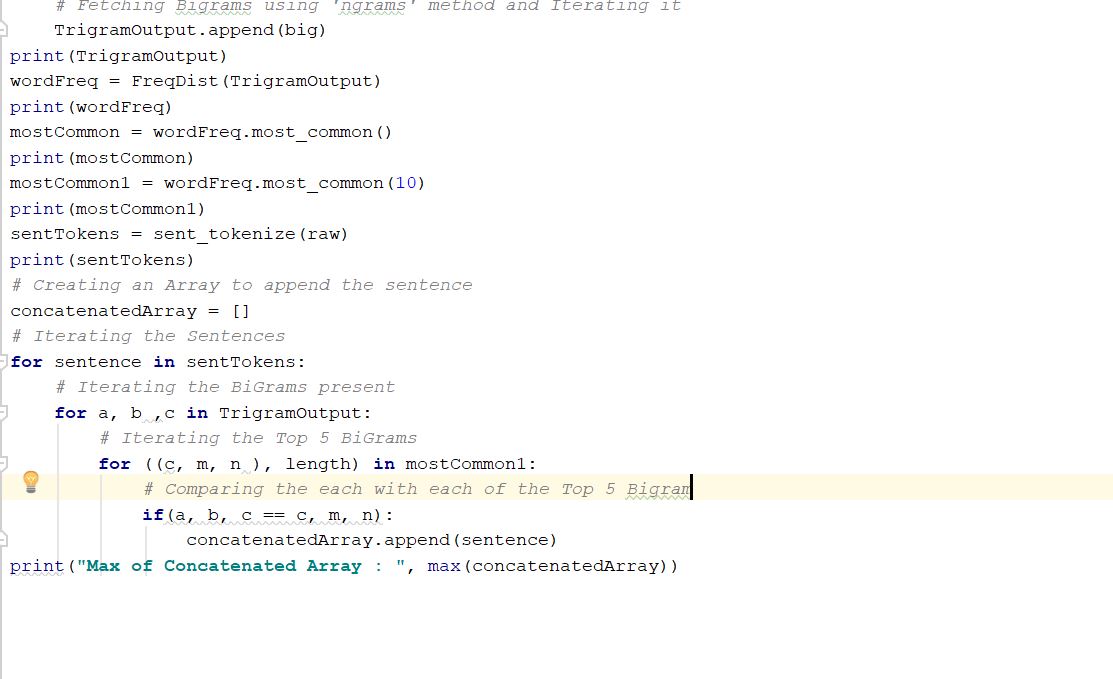 # Fetching Bigrams using 'ngrams' method and Iterating it
    TrigramOutput.append(big)
print(TrigramOutput)
wordFreq = FreqDist(TrigramOutput)
print(wordFreq)
mostCommon = wordFreq.most_common()
print(mostCommon)
mostCommon1 = wordFreq.most_common(10)
print(mostCommon1)
sentTokens = sent_tokenize(raw)
print(sentTokens)
# Creating an Array to append the sentence
concatenatedArray = []
# Iterating the Sentences
for sentence in sentTokens:
    # Iterating the BiGrams present
    for a, b ,c in TrigramOutput:
        # Iterating the Top 5 BiGrams
        for ((c, m, n ), length) in mostCommon1:
            # Comparing the each with each of the Top 5 Bigram
            if(a, b, c == c, m, n):
                concatenatedArray.append(sentence)
print("Max of Concatenated Array : ", max(concatenatedArray))